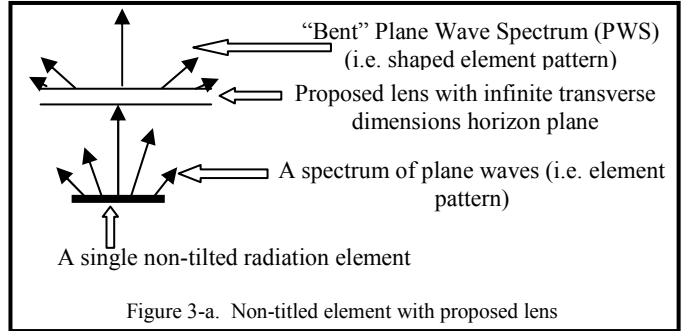 “Bent” Plane Wave Spectrum (PWS)
(i.e. shaped element pattern)
Proposed lens with infinite transverse
dimensions horizon plane
A spectrum of plane waves (i.e. element
pattern)
A single non-tilted radiation element
Figure 3-a. Non-titled element with proposed lens